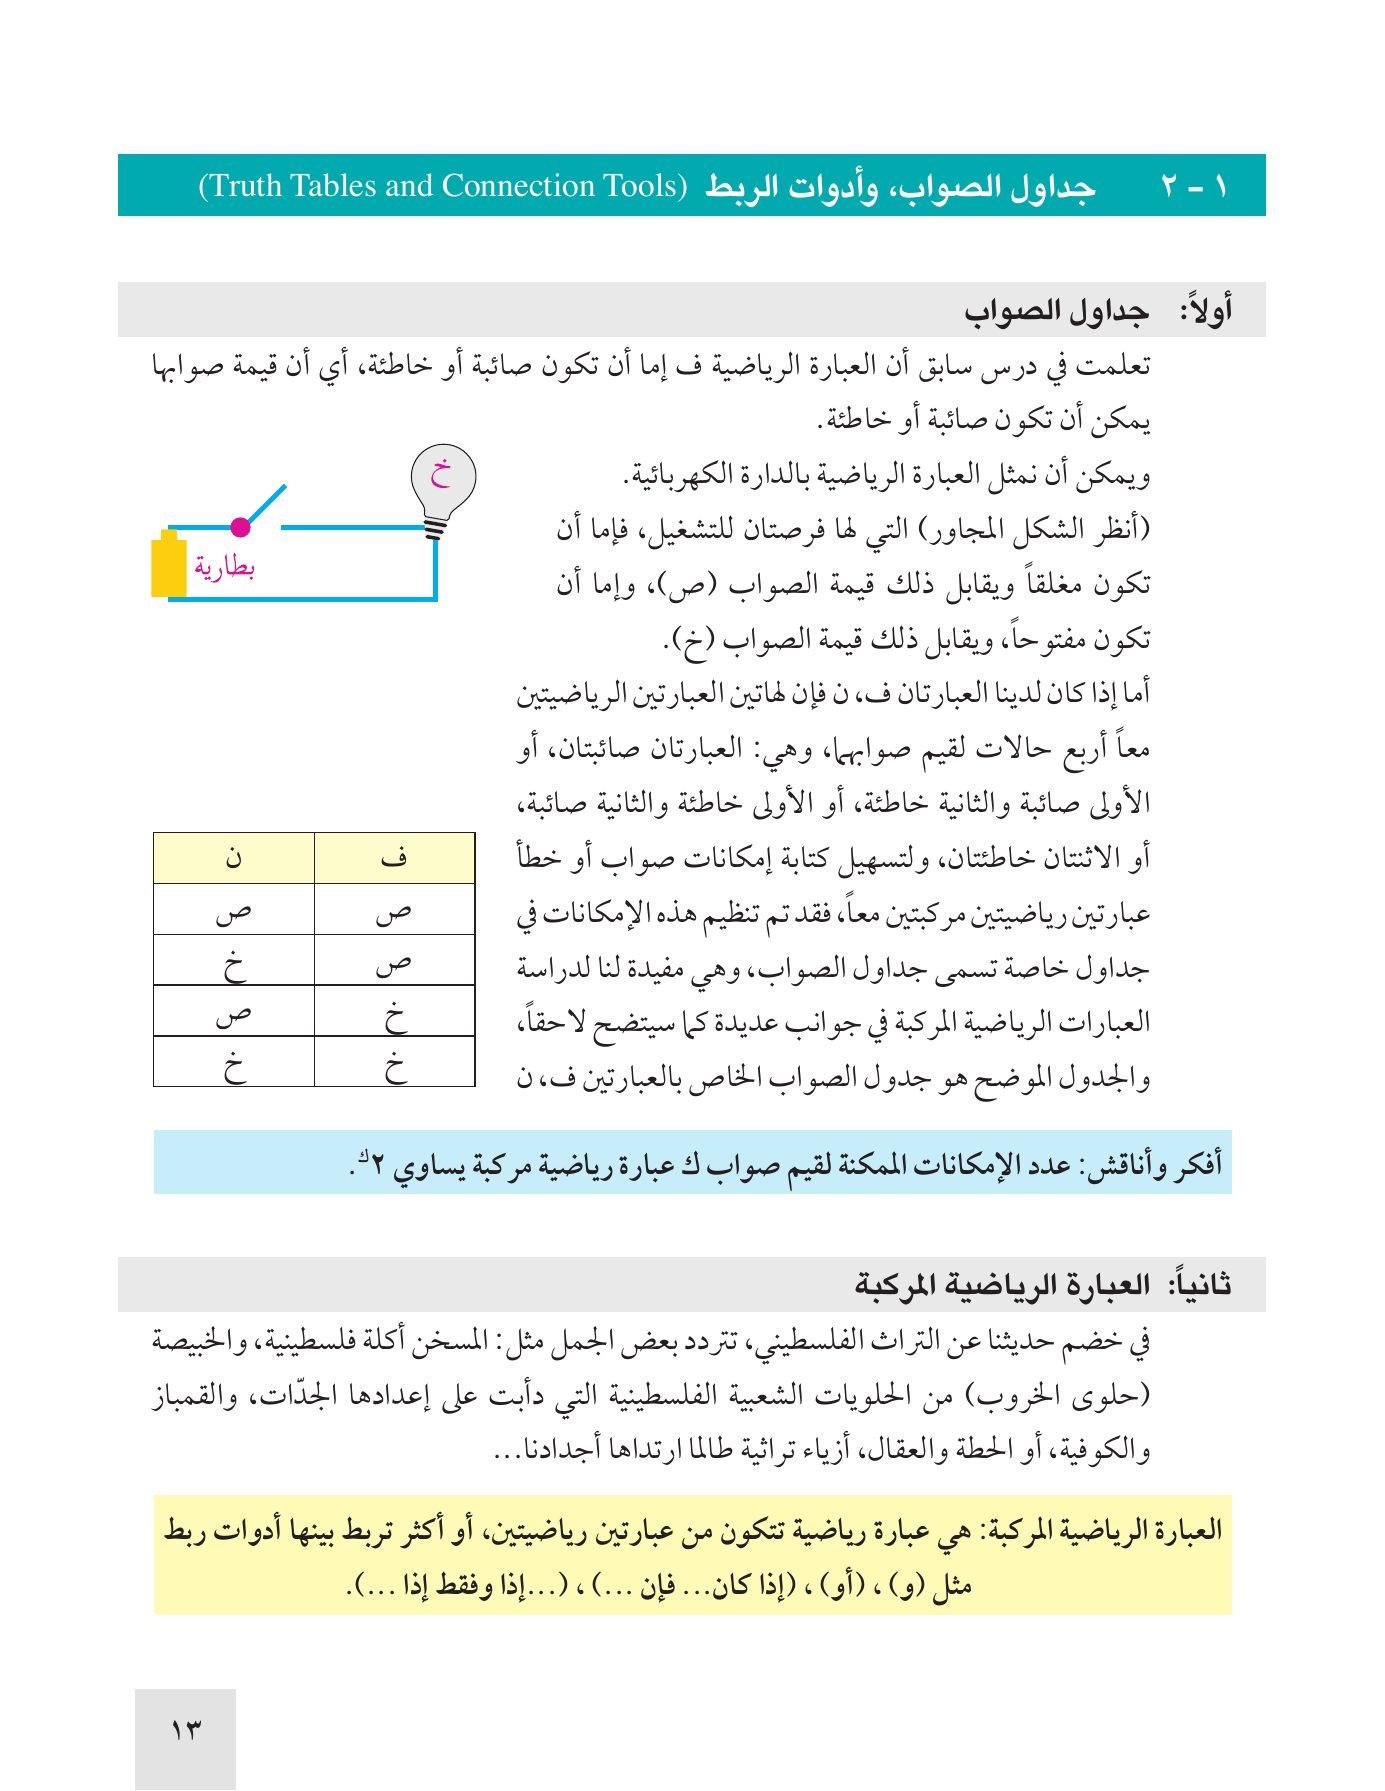 ١ - ٢ جداول الصواب، وأدوات الربط (Truth Tables and Connection Tools)
أولاً: جداول الصواب
تعلمت في درس سابق أن العبارة الرياضية ف إما أن تكون صائبة أو خاطئة، أي أن قيمة صوابها
يمكن أن تكون صائبة أو خاطئة.
ويمكن أن نمثل العبارة الرياضية بالدارة الكهربائية.
(أنظر الشكل المجاور) التي لها فرصتان للتشغيل، فإما أن
تكون مغلقاً ويقابل ذلك قيمة الصواب (ص)، وإما أن
تكون مفتوحاً، ويقابل ذلك قيمة الصواب (خ).
خ
بطارية
أما إذا كان لدينا العبارتان ف، ن فإن لهاتين العبارتين الرياضيتين
معاً أربع حالات لقيم صوابهما، وهي: العبارتان صائبتان، أو
الأولى صائبة والثانية خاطئة، أو الأولى خاطئة والثانية صائبة،
أو الاثنتان خاطئتان، ولتسهيل كتابة إمكانات صواب أو خطأ
عبارتين رياضيتين مركبتين معاً، فقد تم تنظيم هذه الإمكانات في
جداول خاصة تسمى جداول الصواب، وهي مفيدة لنا لدراسة
العبارات الرياضية المركبة في جوانب عديدة كما سيتضح لاحقاً،
والجدول الموضح هو جدول الصواب الخاص بالعبارتين ف، ن
ف ن
ص ص
ص خ
خ ص
خ خ
أفكر وأناقش: عدد الإمكانات الممكنة لقيم صواب ك عبارة رياضية مركبة يساوي ٢ك.
ثانياً: العبارة الرياضية المركبة
في خضم حديثنا عن التراث الفلسطيني، تتردد بعض الجمل مثل: المسخن أكلة فلسطينية، والخبيصة
(حلوى الخروب) من الحلويات الشعبية الفلسطينية التي دأبت على إعدادها الجدّات، والقمباز
والكوفية، أو الحطة والعقال، أزياء تراثية طالما ارتداها أجدادنا...
العبارة الرياضية المركبة: هي عبارة رياضية تتكون من عبارتين رياضيتين، أو أكثر تربط بينها أدوات ربط
مثل (و) ، (أو) ، (إذا كان... فإن ...) ، (...إذا وفقط إذا ...).
١٣